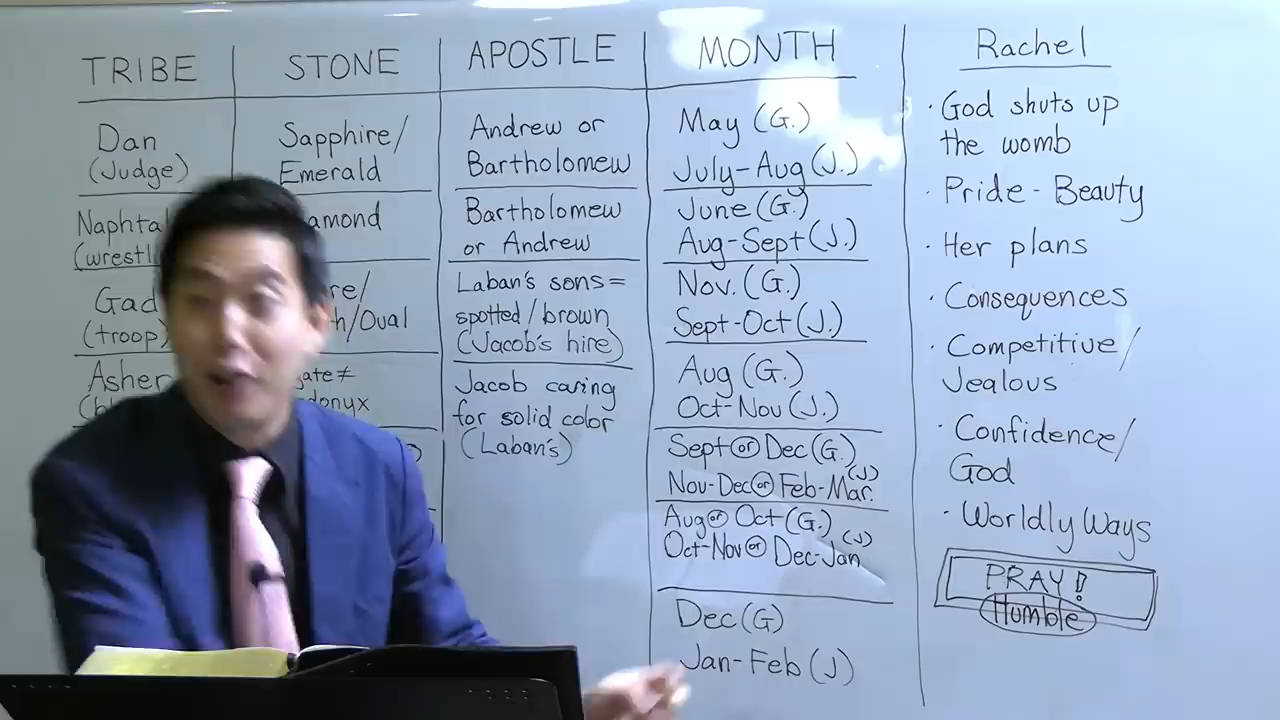 TRIBE STONE APOSTLE MONTH
Dan
(Judge)
Sapphire/
Emerald
Andrew or
Bartholomew
May (G.)
July-Aug (J.)
Bartholomew
or Andrew
June (G.)
Aug-Sept (J.)
Gad
(troop)
/Oval
Laban's sons=
spotted/brown
(Jacob's hire)
Nov. (G.)
Sept-Oct (J.)
Asher
Jacob caring
for solid color
(Laban's)
Aug (G.)
Oct-Nov (J.)
Sept or Dec (G.)
Nov-Dec or Feb-Mar. (J)
Aug or Oct (G.)
Oct-Nov or Dec-Jan (J)
Dec (G)
Jan-Feb (J)
Rachel
· God shuts up
the womb
· Pride - Beauty
· Her plans
· Consequences
· Competitive/
Jealous
· Confidence/
God
· Worldly Ways
PRAY!
Humble